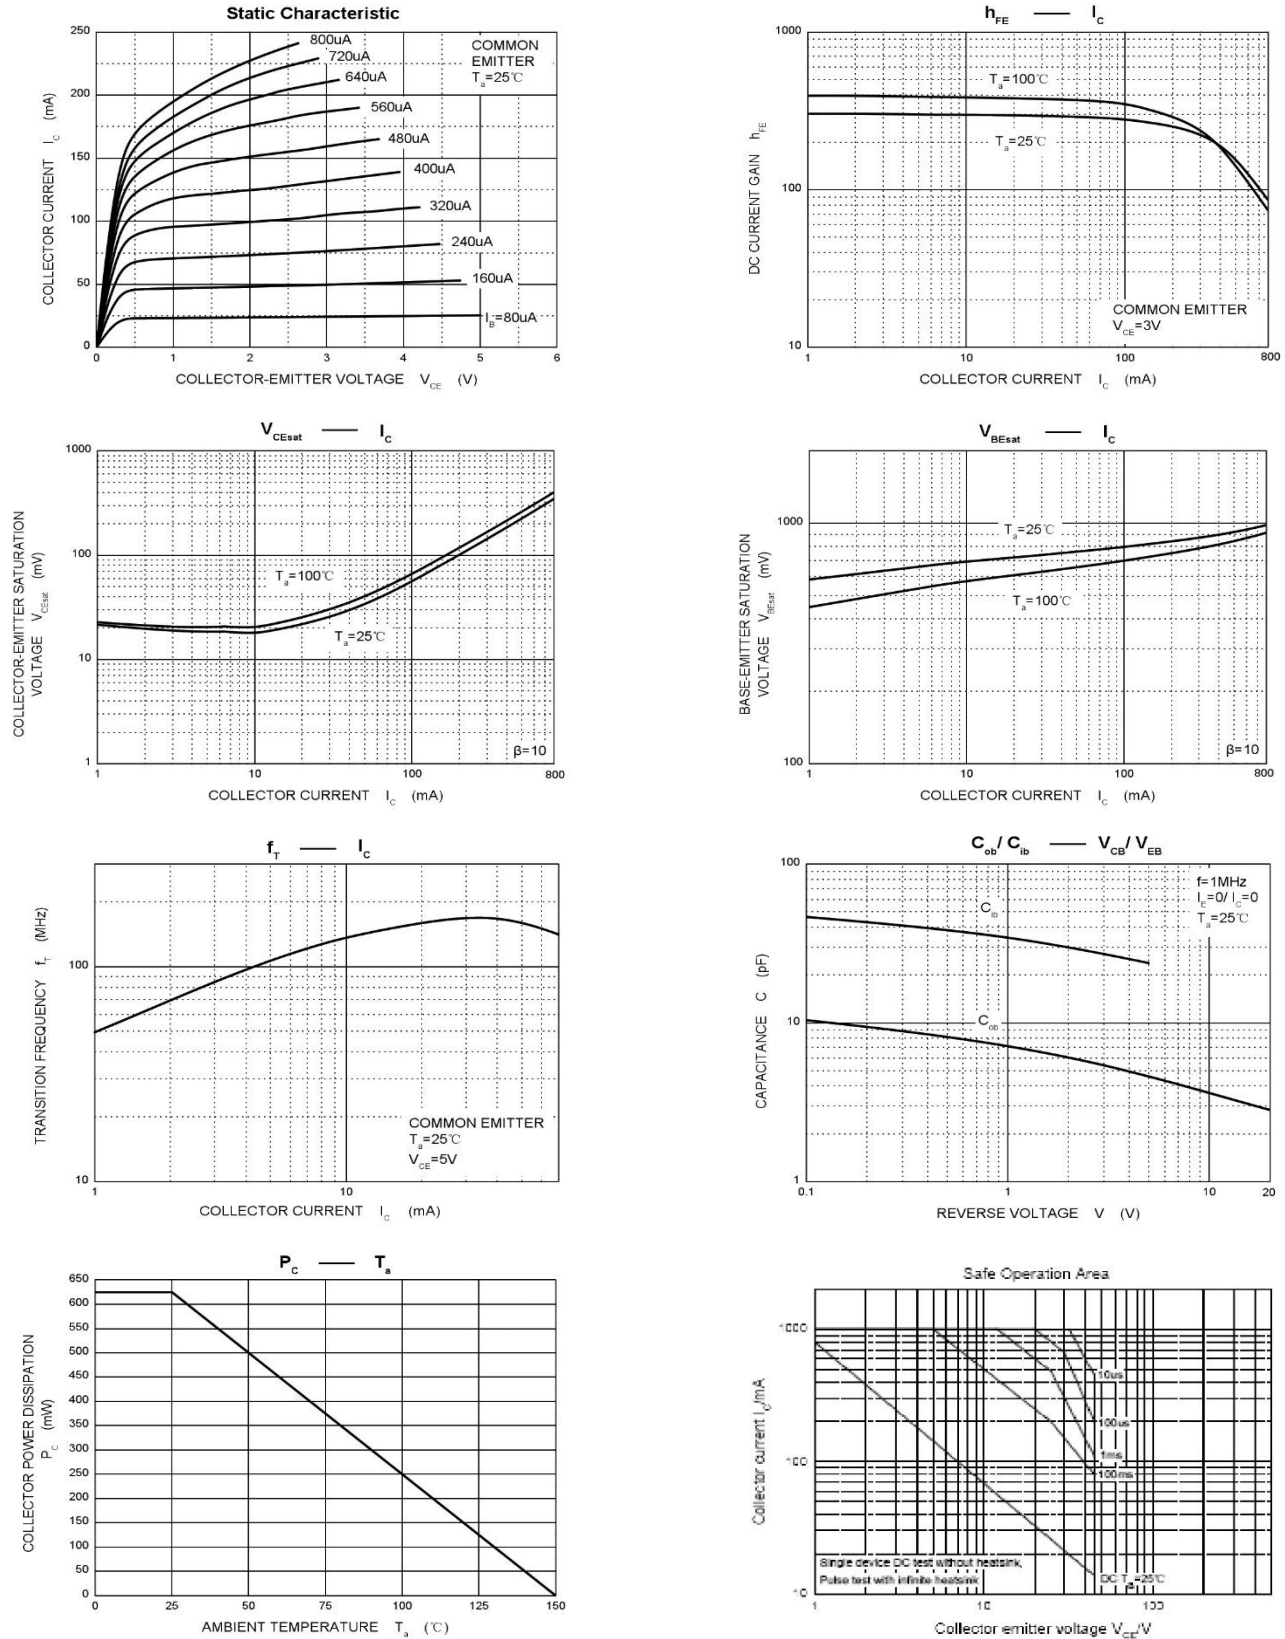 Static Characteristic
250
200
150
100
50
0
0 1 2 3 4 5 6
COLLECTOR CURRENT I_C (mA)
COLLECTOR-EMITTER VOLTAGE V_CE (V)
800uA
720uA
640uA
560uA
480uA
400uA
320uA
240uA
160uA
I_B=80uA
COMMON
EMITTER
T_a=25℃
h_FE —— I_C
1000
100
10
1 10 100 800
DC CURRENT GAIN h_FE
COLLECTOR CURRENT I_C (mA)
T_a=100℃
T_a=25℃
COMMON EMITTER
V_CE=3V
V_CEsat —— I_C
1000
100
10
1
1 10 100 800
COLLECTOR-EMITTER SATURATION
VOLTAGE V_CEsat (mV)
COLLECTOR CURRENT I_C (mA)
T_a=100℃
T_a=25℃
β=10
V_BEsat —— I_C
1000
100
1 10 100 800
BASE-EMITTER SATURATION
VOLTAGE V_BEsat (mV)
COLLECTOR CURRENT I_C (mA)
T_a=25℃
T_a=100℃
β=10
f_T —— I_C
100
10
1 10
TRANSITION FREQUENCY f_T (MHz)
COLLECTOR CURRENT I_C (mA)
COMMON EMITTER
T_a=25℃
V_CE=5V
C_ob/ C_ib —— V_CB/ V_EB
100
10
1
0.1 1 10 20
CAPACITANCE C (pF)
REVERSE VOLTAGE V (V)
f=1MHz
I_E=0/ I_C=0
T_a=25℃
C_ib
C_ob
P_C —— T_a
650
600
550
500
450
400
350
300
250
200
150
100
50
0
0 25 50 75 100 125 150
COLLECTOR POWER DISSIPATION
P_C (mW)
AMBIENT TEMPERATURE T_a (℃)
Safe Operation Area
1000
100
10
1 10 100
Collector current I_C/mA
Collector emitter voltage V_CE/V
10us
100us
1ms
100ms
DC T_a=25℃
Single device DC test without heatsink,
Pulse test with infinite heatsink